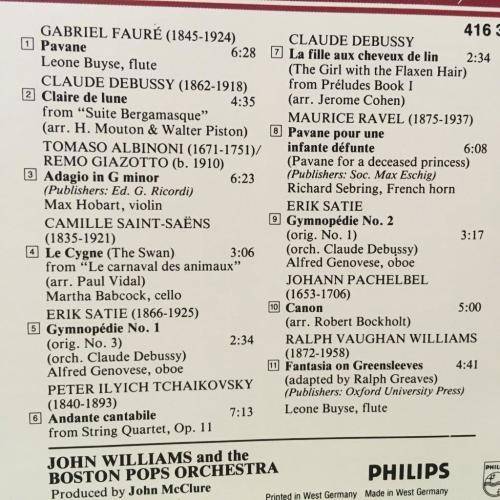 416 3
GABRIEL FAURÉ (1845-1924)
1 Pavane 6:28
Leone Buyse, flute
CLAUDE DEBUSSY (1862-1918)
2 Claire de lune 4:35
from “Suite Bergamasque”
(arr. H. Mouton & Walter Piston)
TOMASO ALBINONI (1671-1751)/
REMO GIAZOTTO (b. 1910)
3 Adagio in G minor 6:23
(Publishers: Ed. G. Ricordi)
Max Hobart, violin
CAMILLE SAINT-SAËNS
(1835-1921)
4 Le Cygne (The Swan) 3:06
from “Le carnaval des animaux”
(arr. Paul Vidal)
Martha Babcock, cello
ERIK SATIE (1866-1925)
5 Gymnopédie No. 1
(orig. No. 3) 2:34
(orch. Claude Debussy)
Alfred Genovese, oboe
PETER ILYICH TCHAIKOVSKY
(1840-1893)
6 Andante cantabile 7:13
from String Quartet, Op. 11
CLAUDE DEBUSSY
7 La fille aux cheveux de lin 2:34
(The Girl with the Flaxen Hair)
from Préludes Book I
(arr. Jerome Cohen)
MAURICE RAVEL (1875-1937)
8 Pavane pour une
infante défunte 6:08
(Pavane for a deceased princess)
(Publishers: Soc. Max Eschig)
Richard Sebring, French horn
ERIK SATIE
9 Gymnopédie No. 2
(orig. No. 1) 3:17
(orch. Claude Debussy)
Alfred Genovese, oboe
JOHANN PACHELBEL
(1653-1706)
10 Canon 5:00
(arr. Robert Bockholt)
RALPH VAUGHAN WILLIAMS
(1872-1958)
11 Fantasia on Greensleeves 4:41
(adapted by Ralph Greaves)
(Publishers: Oxford University Press)
Leone Buyse, flute
JOHN WILLIAMS and the
BOSTON POPS ORCHESTRA
Produced by John McClure
PHILIPS
Printed in West Germany Made in West Germany
PHIL